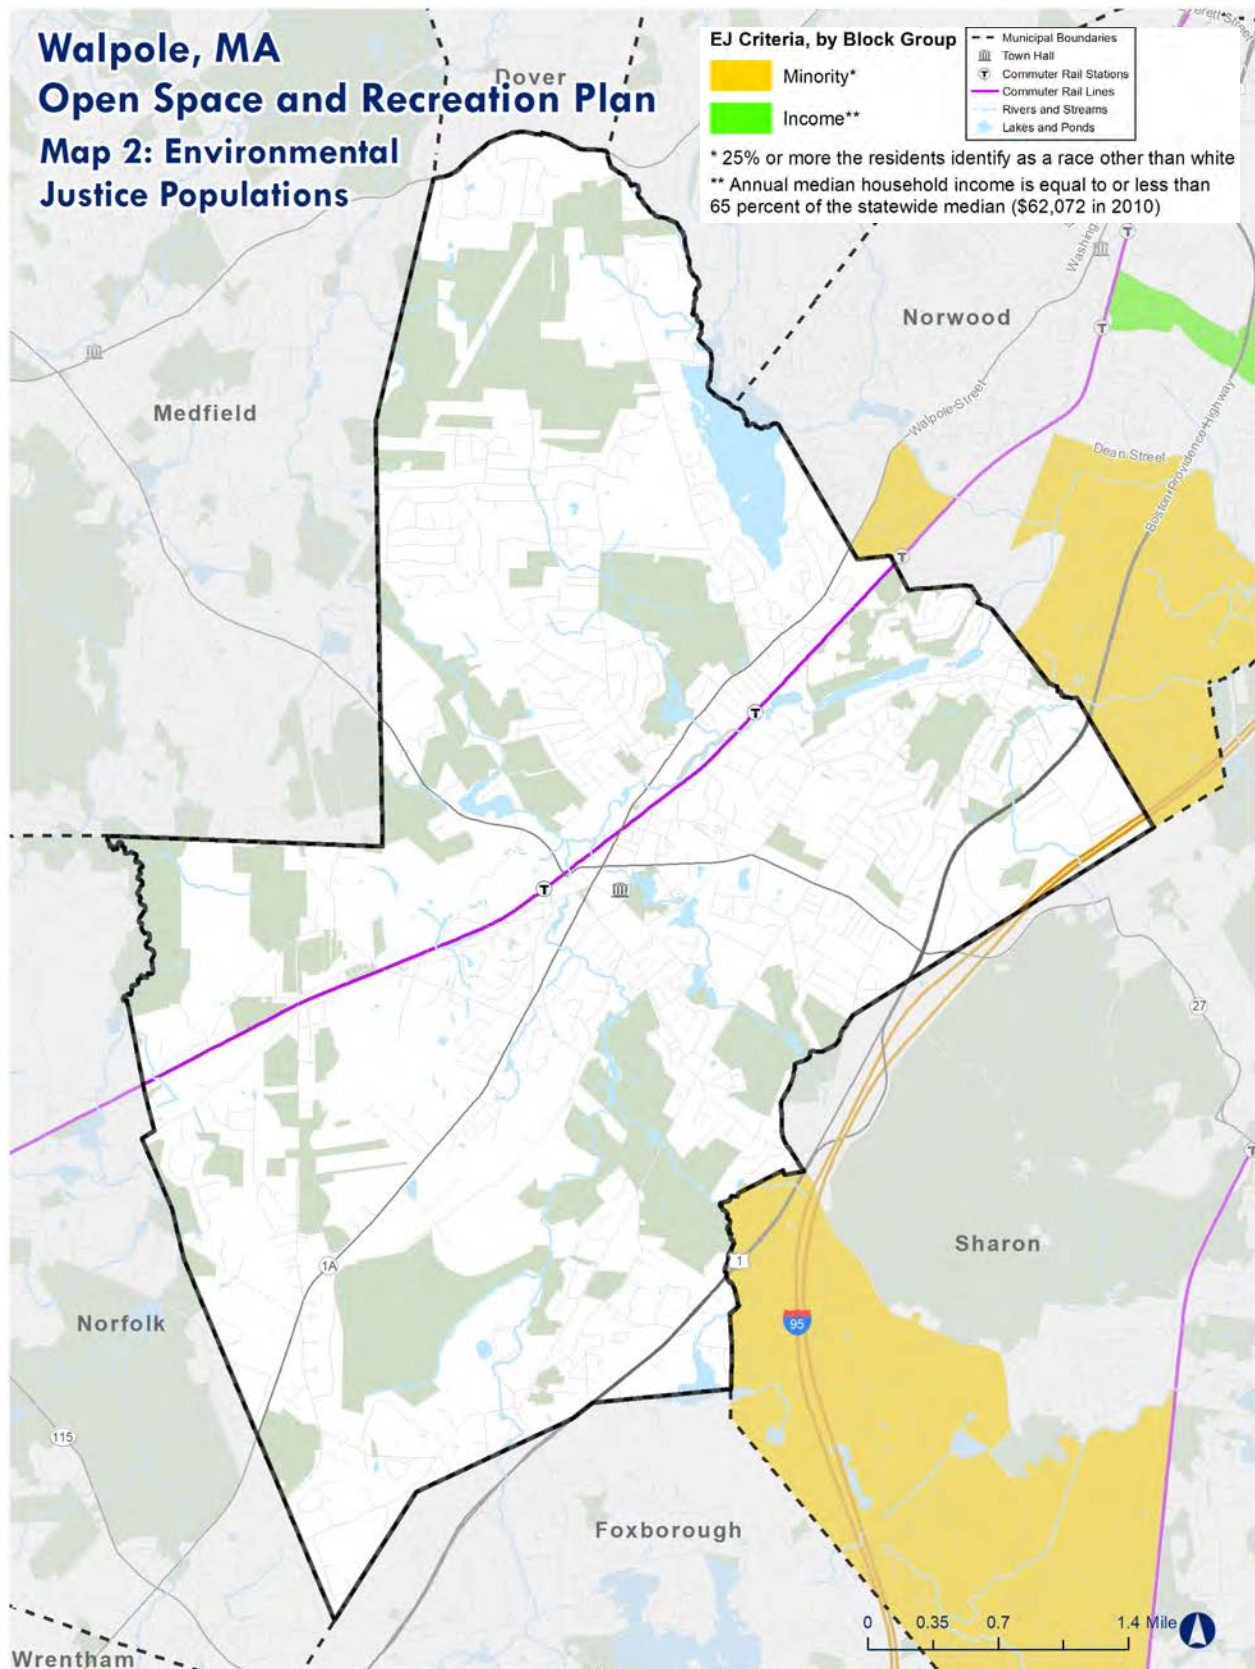 Walpole, MA
Open Space and Recreation Plan
Map 2: Environmental
Justice Populations
EJ Criteria, by Block Group
Minority*
Income**
Municipal Boundaries
Town Hall
T Commuter Rail Stations
Commuter Rail Lines
Rivers and Streams
Lakes and Ponds
* 25% or more the residents identify as a race other than white
** Annual median household income is equal to or less than
65 percent of the statewide median ($62,072 in 2010)
Dover
Street
Washing
T
Norwood
T
Medfield
Walpole Street
Dean Street
Boston-Providence Highway
T
T
T
27
T
Sharon
1
1A
Norfolk
95
115
Foxborough
0 0.35 0.7 1.4 Mile
Wrentham